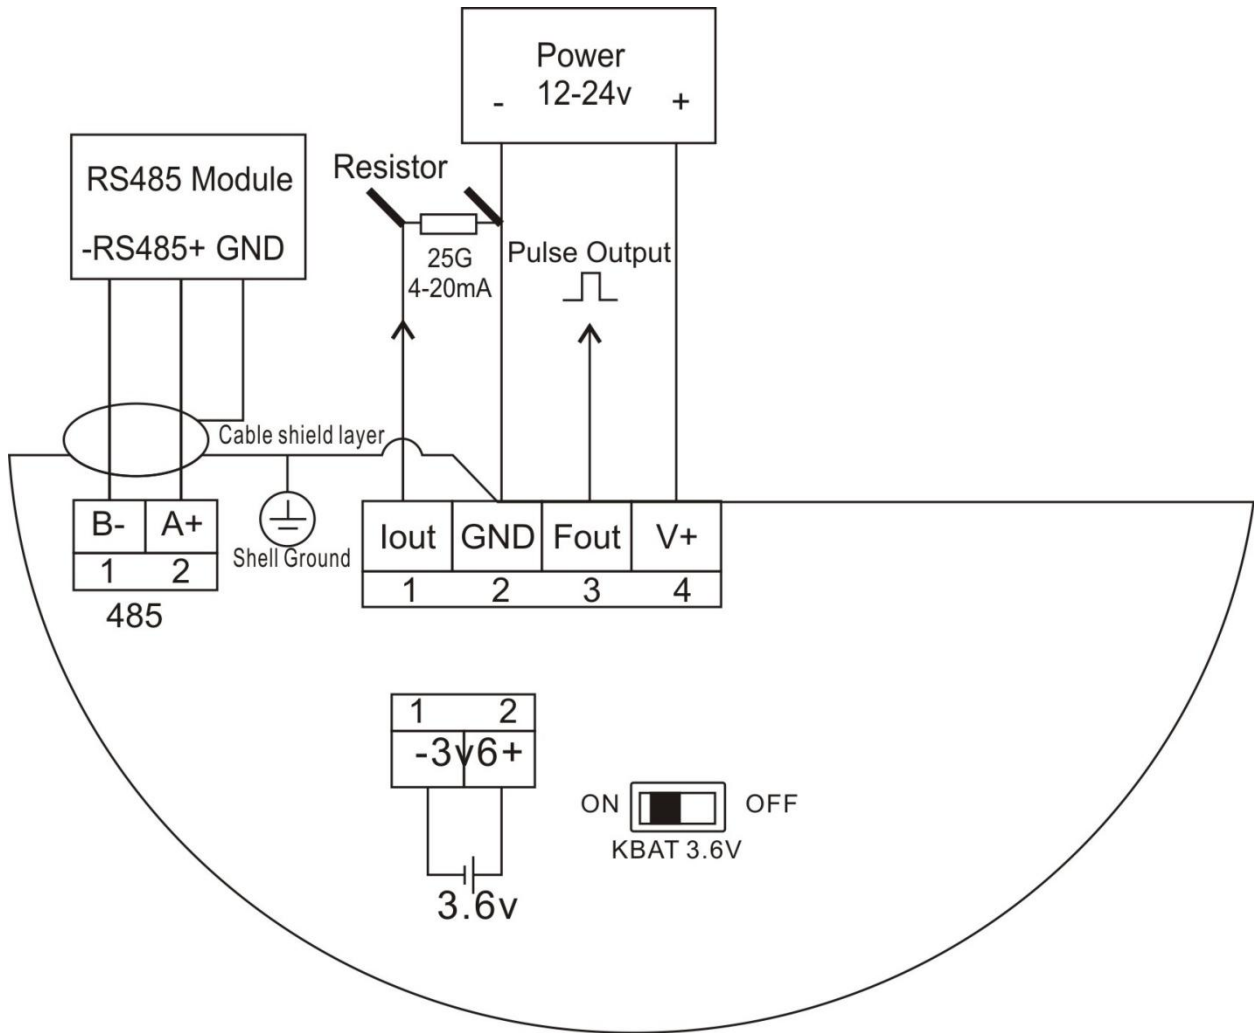 Power
12-24v
- +
RS485 Module
-RS485+ GND
Resistor
25G
4-20mA
Pulse Output
Cable shield layer
B- A+
1 2
485
Shell Ground
Iout GND Fout V+
1 2 3 4
1 2
-3v6+
3.6v
ON OFF
KBAT 3.6V